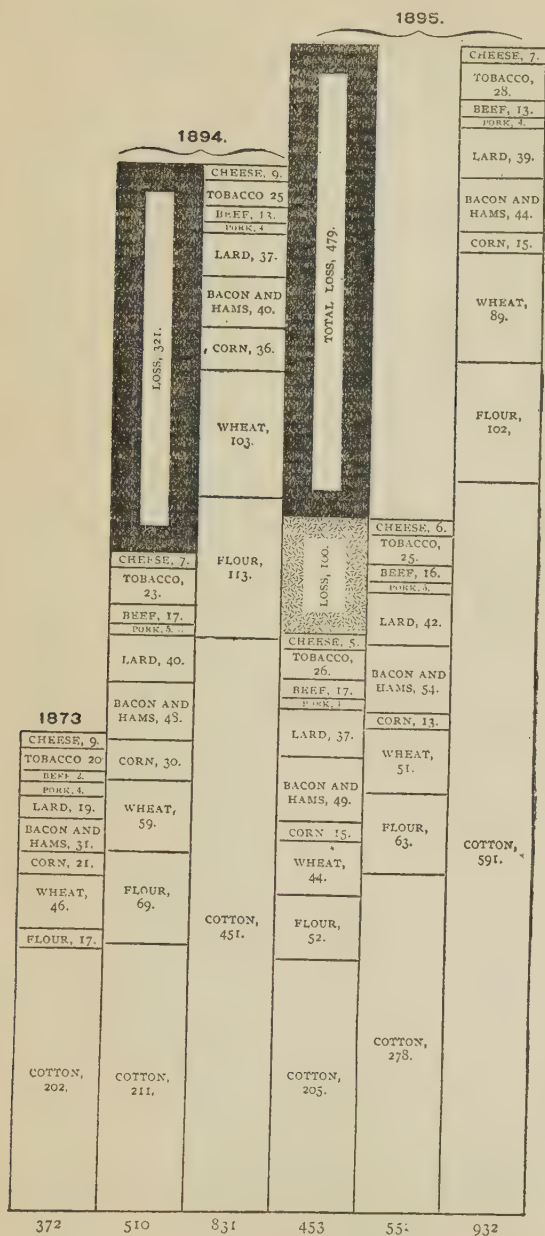 1895.
1894.
1873
CHEESE, 9.
TOBACCO 20
BEEF 2.
PORK, 4.
LARD, 19.
BACON AND
HAMS, 31.
CORN, 21.
WHEAT,
46.
FLOUR, 17.
COTTON,
202.
372
LOSS, 321.
CHEESE, 7.
TOBACCO,
23.
BEEF, 17.
PORK,
LARD, 40.
BACON AND
HAMS, 48.
CORN, 30.
WHEAT,
59.
FLOUR,
69.
COTTON,
211.
510
CHEESE, 9.
TOBACCO 25
BEEF, 13.
PORK, 4
LARD, 37.
BACON AND
HAMS, 40.
CORN, 36.
WHEAT,
103.
FLOUR,
113.
COTTON,
451.
831
TOTAL LOSS, 479.
LOSS, 100.
CHEESE, 5.
TOBACCO,
26.
BEEF, 17.
PORK,
LARD, 37.
BACON AND
HAMS, 49.
CORN 15.
WHEAT,
44.
FLOUR,
52.
COTTON,
205.
453
CHEESE, 6.
TOBACCO,
25.
BEEF, 16.
PORK,
LARD, 42.
BACON AND
HAMS, 54.
CORN, 13.
WHEAT,
51.
FLOUR,
63.
COTTON,
278.
CHEESE, 7.
TOBACCO,
28.
BEEF, 13.
PORK, 4.
LARD, 39.
BACON AND
HAMS, 44.
CORN, 15.
WHEAT,
89.
FLOUR,
102,
COTTON,
591.
932